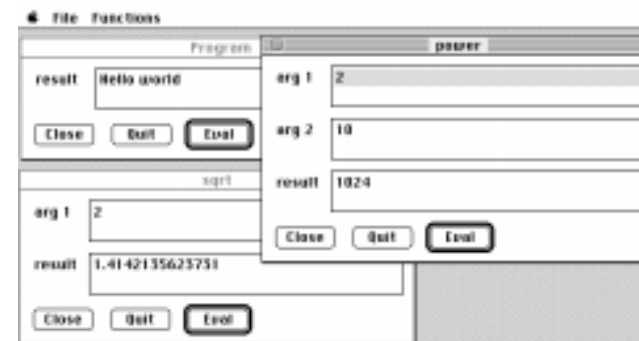 File Functions
Program
result Hello world
Close Quit Eval
power
arg 1 2
arg 2 10
result 1024
Close Quit Eval
sqrt
arg 1 2
result 1.4142135623731
Close Quit Eval